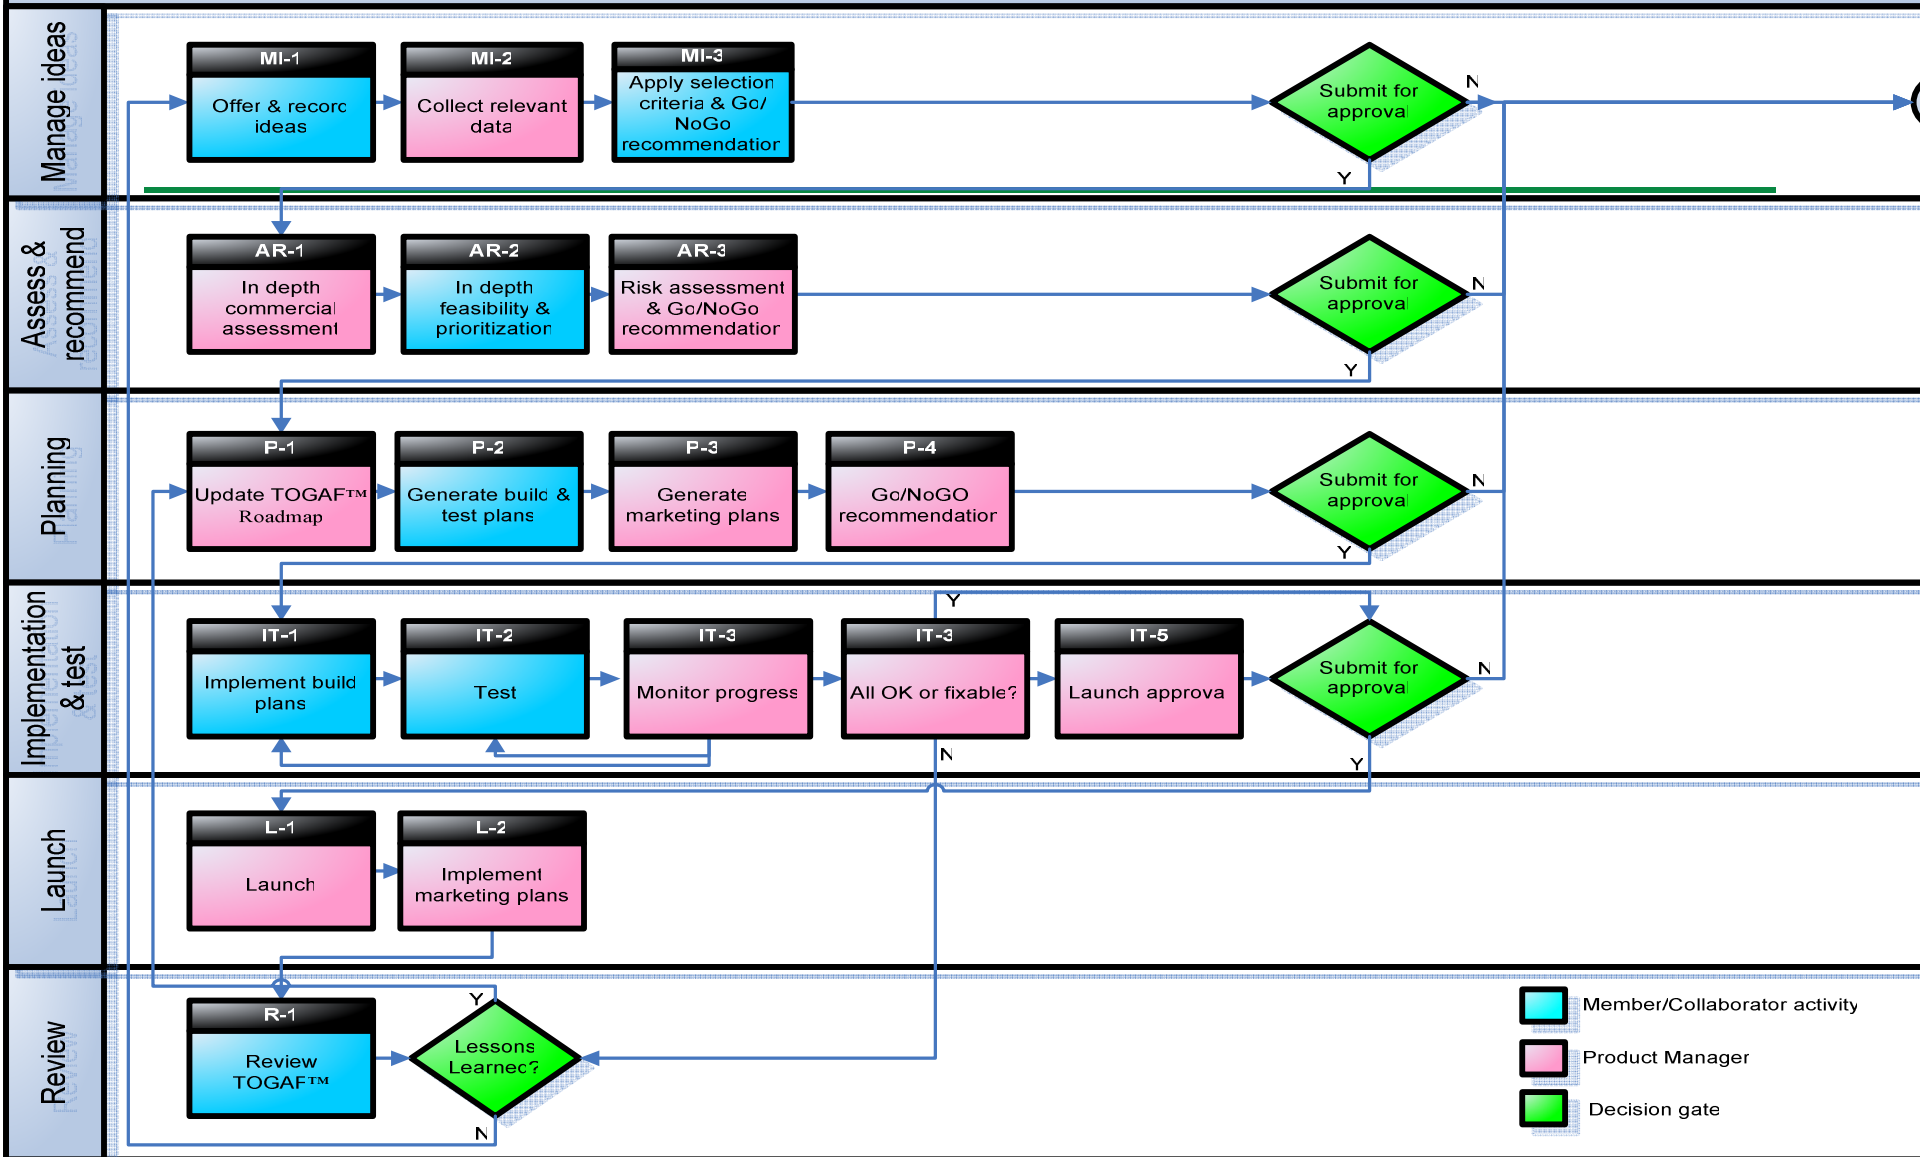 Manage ideas
MI-1
Offer & record
ideas
MI-2
Collect relevant
data
MI-3
Apply selection
criteria & Go/
NoGo
recommendation
Submit for
approval
N
Y
Assess &
recommend
AR-1
In depth
commercial
assessment
AR-2
In depth
feasibility &
prioritization
AR-3
Risk assessment
& Go/NoGo
recommendation
Submit for
approval
N
Y
Planning
P-1
Update TOGAF™
Roadmap
P-2
Generate build &
test plans
P-3
Generate
marketing plans
P-4
Go/NoGO
recommendation
Submit for
approval
N
Y
Implementation
& test
IT-1
Implement build
plans
IT-2
Test
IT-3
Monitor progress
IT-3
All OK or fixable?
Y
N
IT-5
Launch approval
Submit for
approval
N
Y
Launch
L-1
Launch
L-2
Implement
marketing plans
Review
R-1
Review
TOGAF™
Y
Lessons
Learned?
N
Member/Collaborator activity
Product Manager
Decision gate